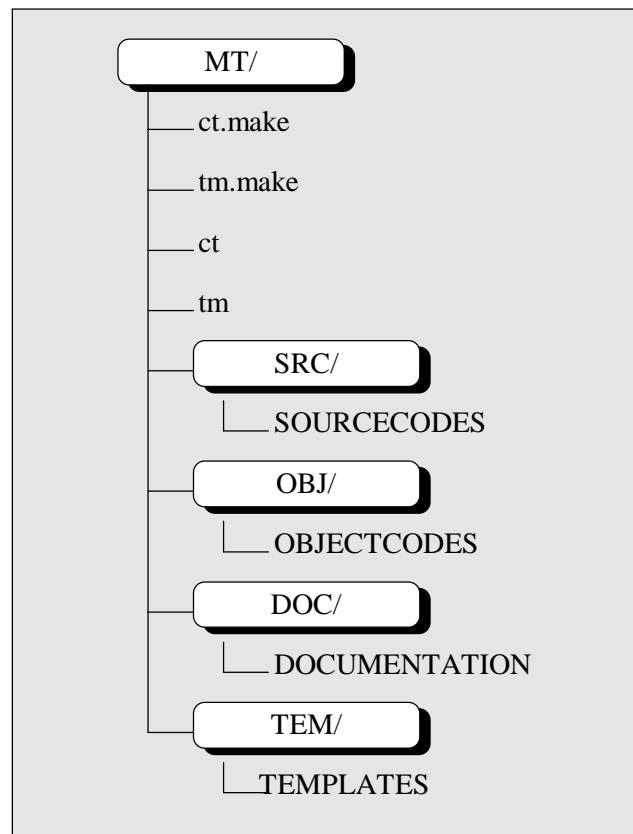 MT/
ct.make
tm.make
ct
tm
SRC/
SOURCECODES
OBJ/
OBJECTCODES
DOC/
DOCUMENTATION
TEM/
TEMPLATES